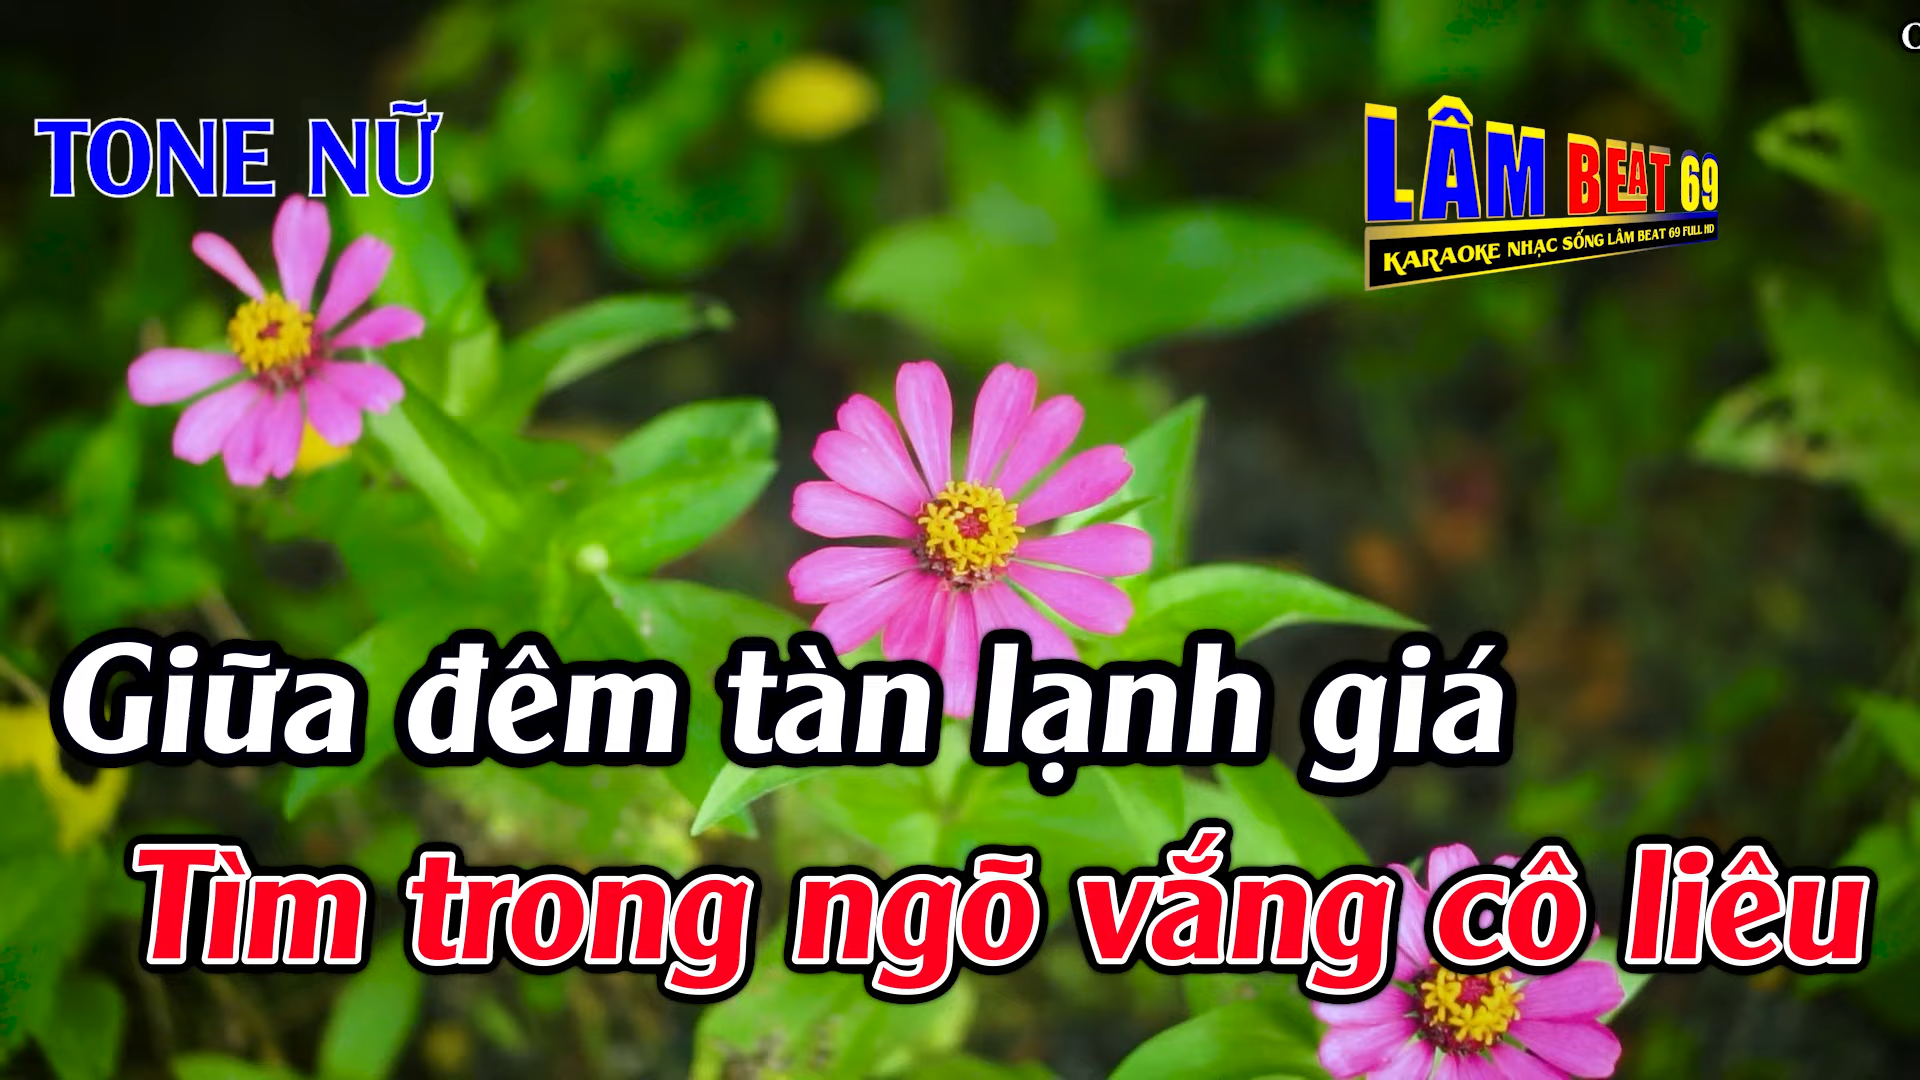 TONE NỮ
LÂM BEAT 69
KARAOKE NHẠC SỐNG LÂM BEAT 69 FULL HD
Giữa đêm tàn lạnh giá
Tìm trong ngõ vắng cô liêu